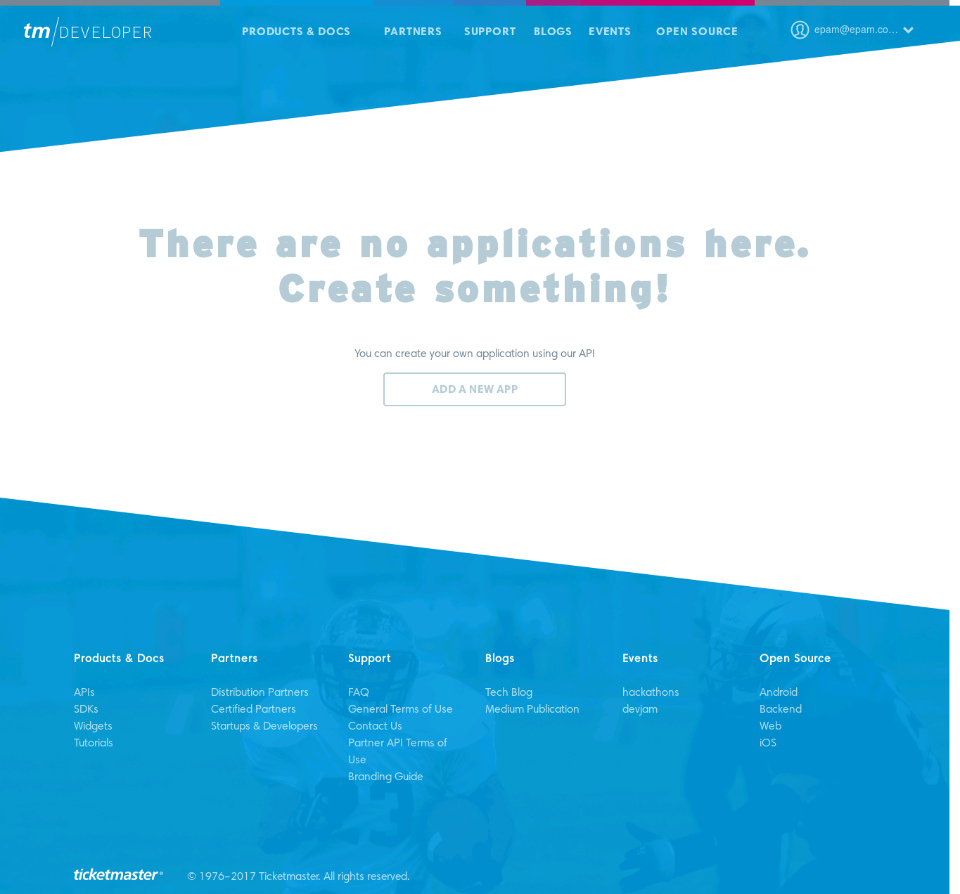 tm/DEVELOPER
PRODUCTS & DOCS PARTNERS SUPPORT BLOGS EVENTS OPEN SOURCE epam@epam.co...
There are no applications here.
Create something!
You can create your own application using our API
ADD A NEW APP
Products & Docs
APIs
SDKs
Widgets
Tutorials
Partners
Distribution Partners
Certified Partners
Startups & Developers
Support
FAQ
General Terms of Use
Contact Us
Partner API Terms of
Use
Branding Guide
Blogs
Tech Blog
Medium Publication
Events
hackathons
devjam
Open Source
Android
Backend
Web
iOS
ticketmaster © 1976-2017 Ticketmaster. All rights reserved.